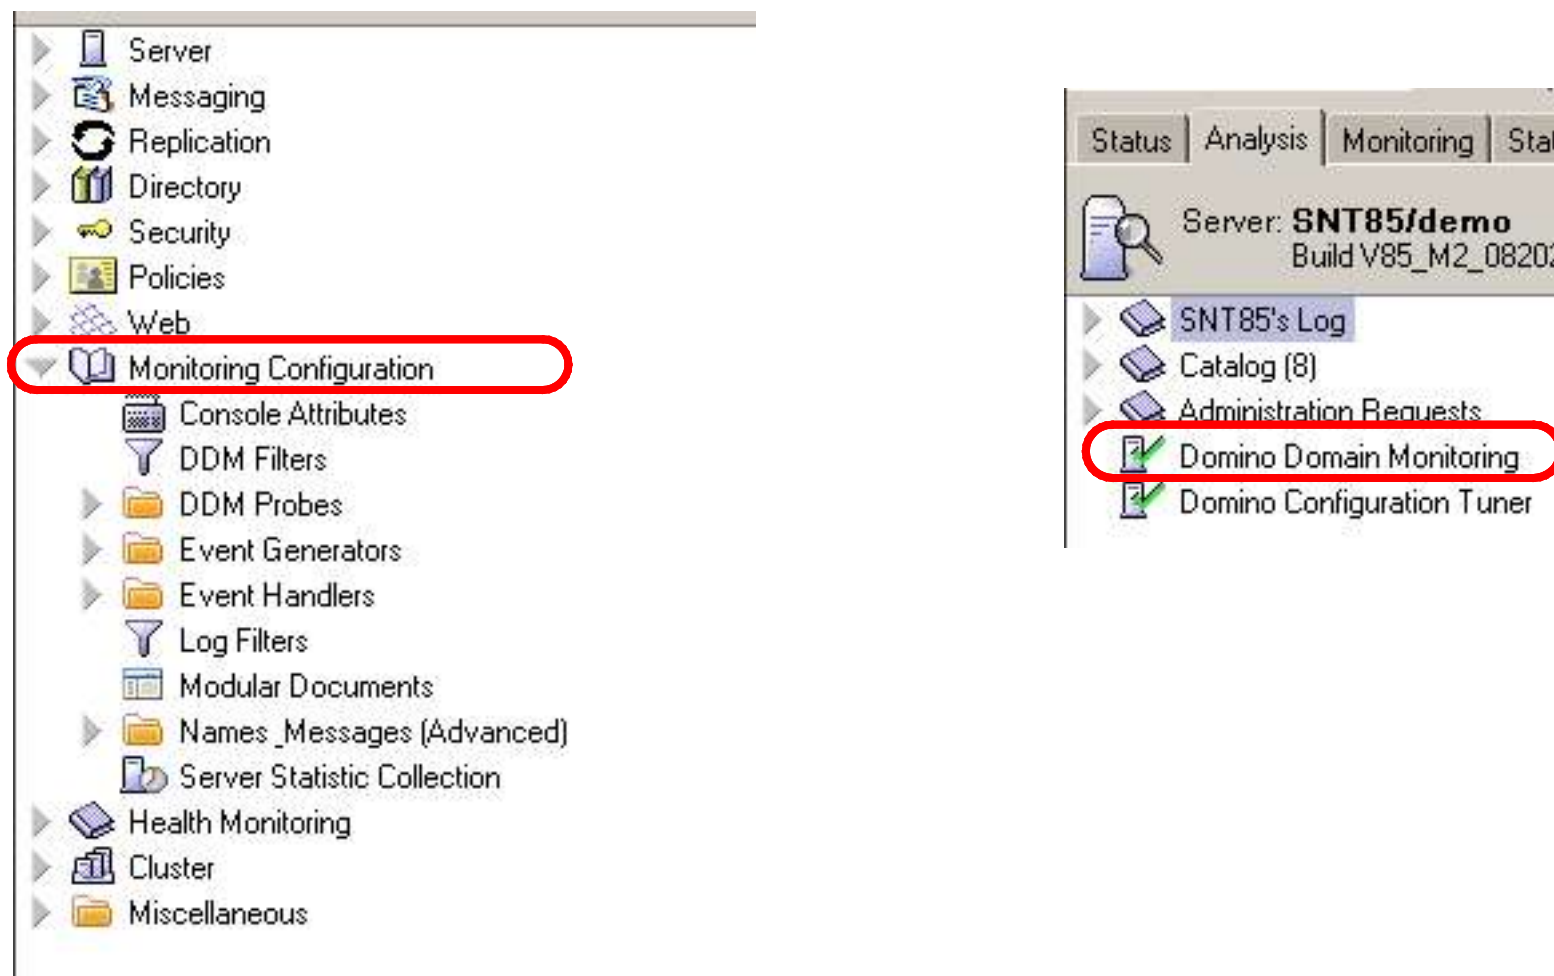 Server
Messaging
Replication
Directory
Security
Policies
Web
Monitoring Configuration
Console Attributes
DDM Filters
DDM Probes
Event Generators
Event Handlers
Log Filters
Modular Documents
Names_Messages (Advanced)
Server Statistic Collection
Health Monitoring
Cluster
Miscellaneous
Status Analysis Monitoring
Server: SNT85/demo
Build V85_M2_08202
SNT85's Log
Catalog (8)
Administration Requests
Domino Domain Monitoring
Domino Configuration Tuner